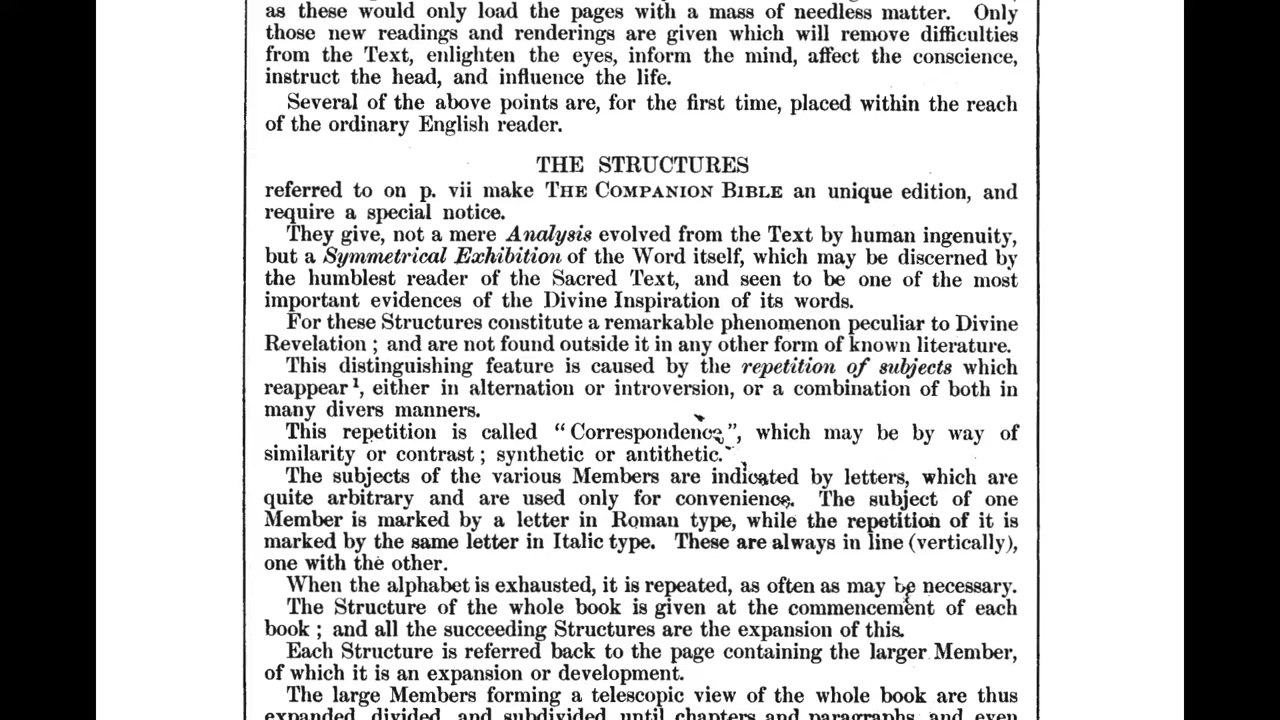 as these would only load the pages with a mass of needless matter. Only
those new readings and renderings are given which will remove difficulties
from the Text, enlighten the eyes, inform the mind, affect the conscience,
instruct the head, and influence the life.
Several of the above points are, for the first time, placed within the reach
of the ordinary English reader.
THE STRUCTURES
referred to on p. vii make THE COMPANION BIBLE an unique edition, and
require a special notice.
They give, not a mere Analysis evolved from the Text by human ingenuity,
but a Symmetrical Exhibition of the Word itself, which may be discerned by
the humblest reader of the Sacred Text, and seen to be one of the most
important evidences of the Divine Inspiration of its words.
For these Structures constitute a remarkable phenomenon peculiar to Divine
Revelation ; and are not found outside it in any other form of known literature.
This distinguishing feature is caused by the repetition of subjects which
reappear ¹, either in alternation or introversion, or a combination of both in
many divers manners.
This repetition is called "Correspondence", which may be by way of
similarity or contrast ; synthetic or antithetic.
The subjects of the various Members are indicated by letters, which are
quite arbitrary and are used only for convenience. The subject of one
Member is marked by a letter in Roman type, while the repetition of it is
marked by the same letter in Italic type. These are always in line (vertically),
one with the other.
When the alphabet is exhausted, it is repeated, as often as may be necessary.
The Structure of the whole book is given at the commencement of each
book ; and all the succeeding Structures are the expansion of this.
Each Structure is referred back to the page containing the larger Member,
of which it is an expansion or development.
The large Members forming a telescopic view of the whole book are thus
expanded, divided, and subdivided, until chapters and paragraphs, and even